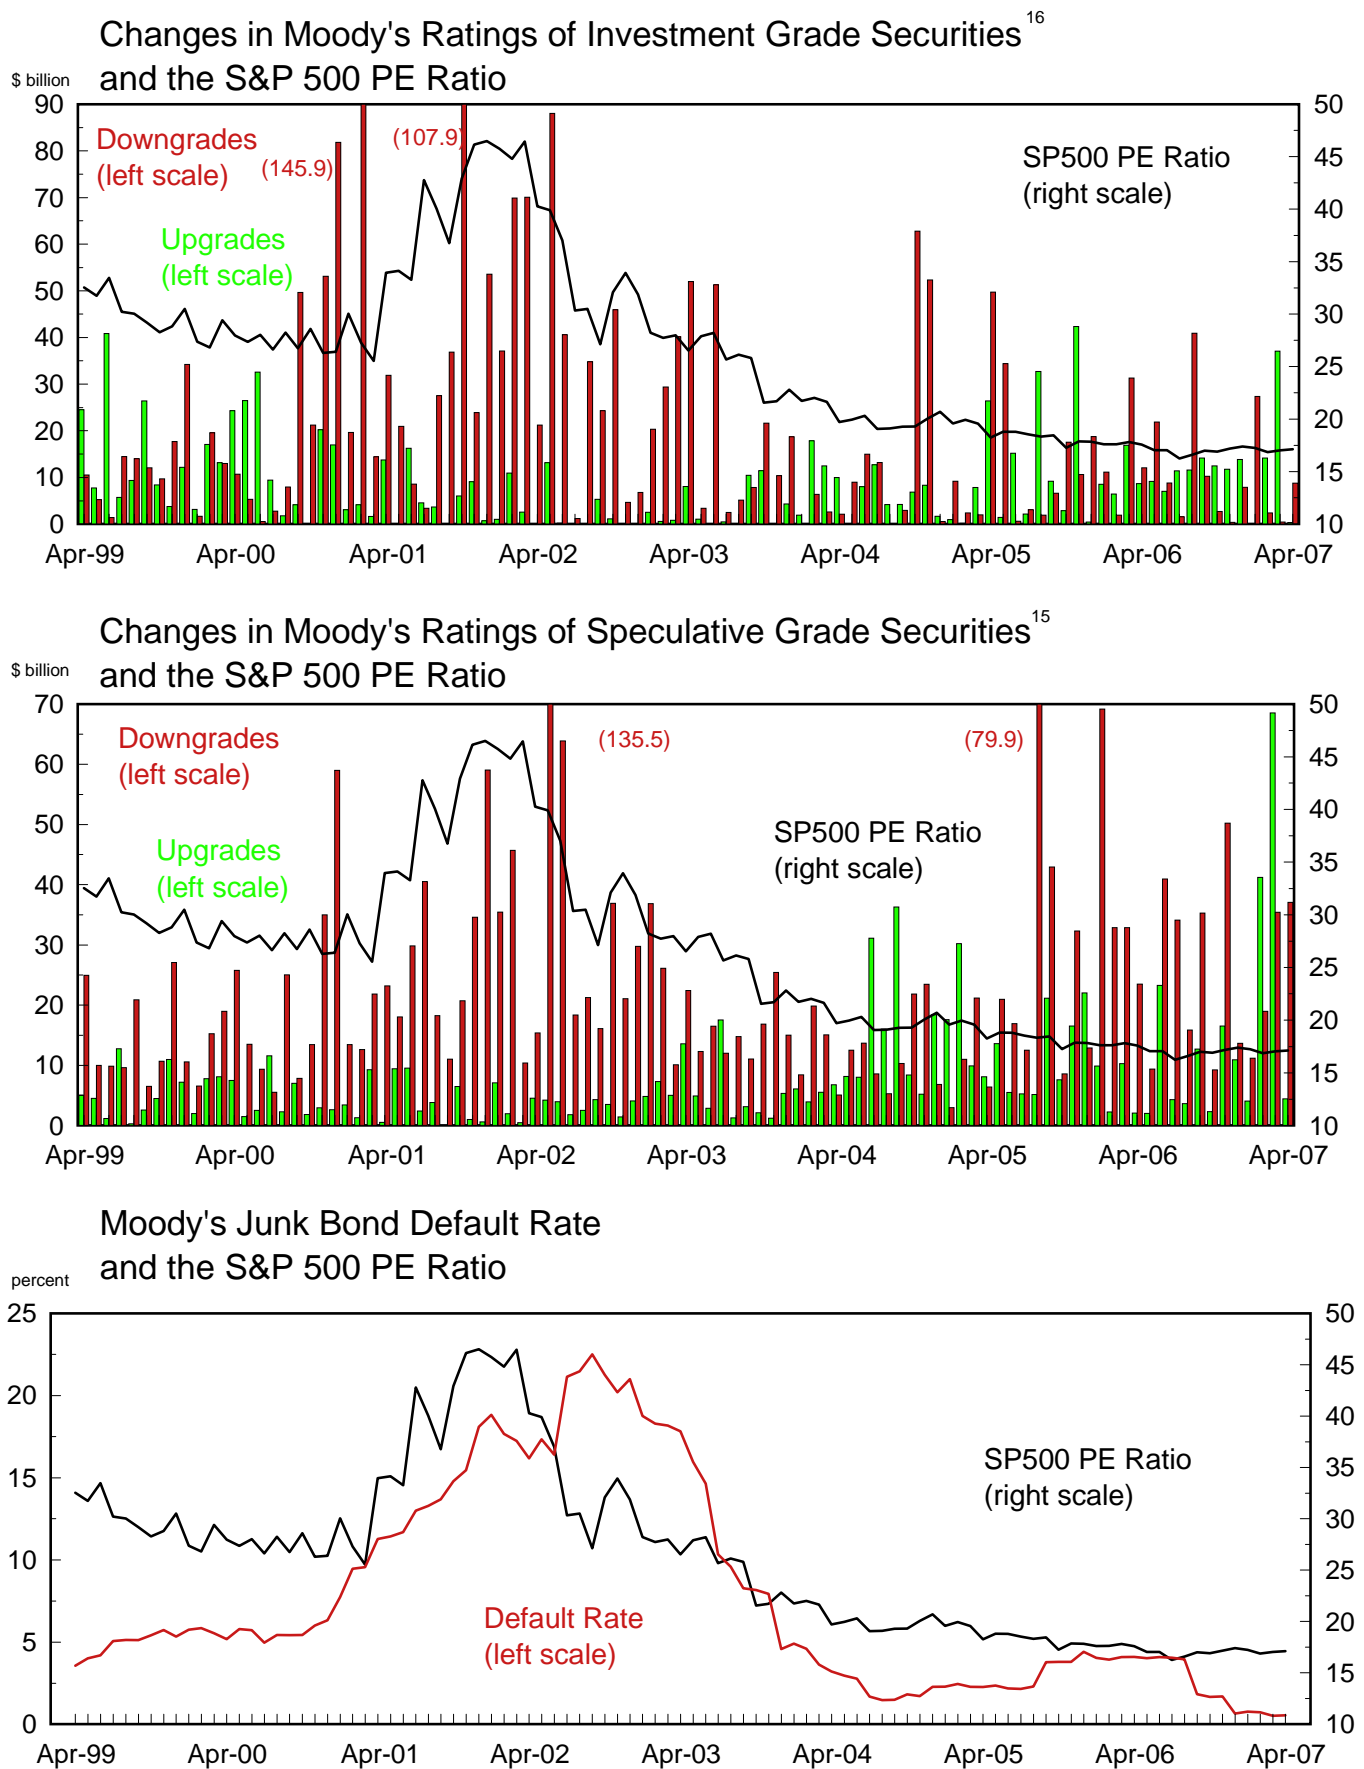 Changes in Moody's Ratings of Investment Grade Securities 16
and the S&P 500 PE Ratio
$ billion
90
80
70
60
50
40
30
20
10
0
50
45
40
35
30
25
20
15
10
Downgrades
(left scale)
(145.9)
(107.9)
Upgrades
(left scale)
SP500 PE Ratio
(right scale)
Apr-99 Apr-00 Apr-01 Apr-02 Apr-03 Apr-04 Apr-05 Apr-06 Apr-07
Changes in Moody's Ratings of Speculative Grade Securities 15
and the S&P 500 PE Ratio
$ billion
70
60
50
40
30
20
10
0
50
45
40
35
30
25
20
15
10
Downgrades
(left scale)
(135.5)
(79.9)
Upgrades
(left scale)
SP500 PE Ratio
(right scale)
Apr-99 Apr-00 Apr-01 Apr-02 Apr-03 Apr-04 Apr-05 Apr-06 Apr-07
Moody's Junk Bond Default Rate
and the S&P 500 PE Ratio
percent
25
20
15
10
5
0
50
45
40
35
30
25
20
15
10
SP500 PE Ratio
(right scale)
Default Rate
(left scale)
Apr-99 Apr-00 Apr-01 Apr-02 Apr-03 Apr-04 Apr-05 Apr-06 Apr-07